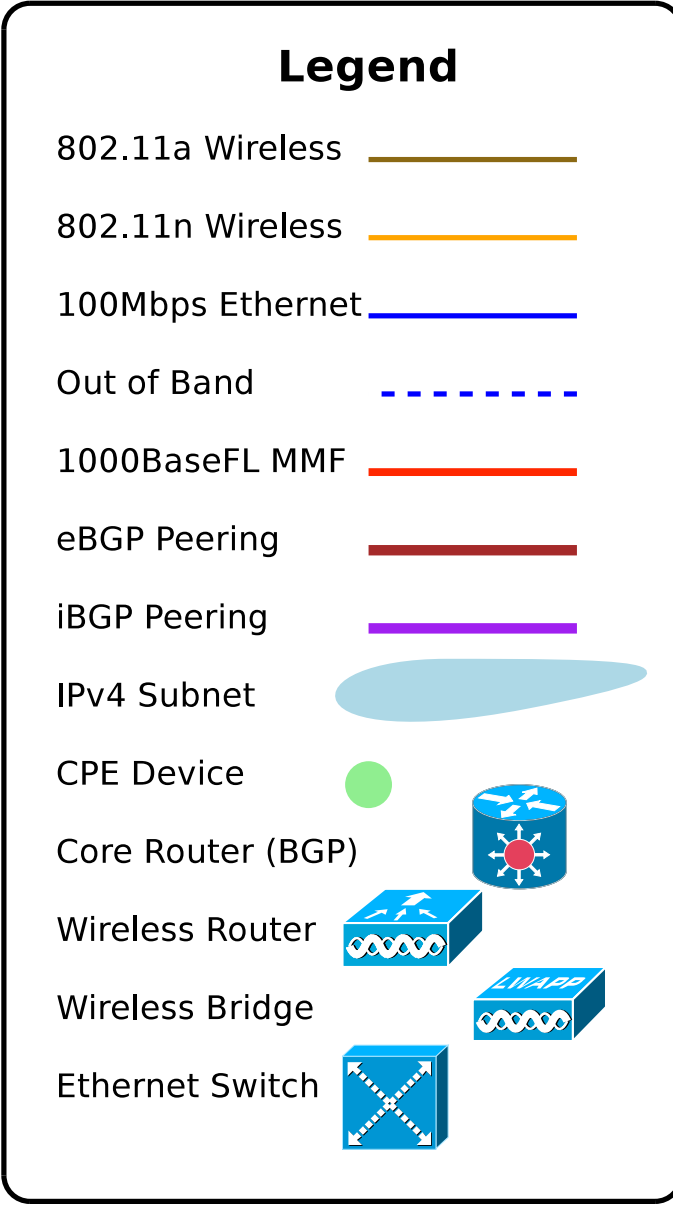 Legend
802.11a Wireless
802.11n Wireless
100Mbps Ethernet
Out of Band
1000BaseFL MMF
eBGP Peering
iBGP Peering
IPv4 Subnet
CPE Device
Core Router (BGP)
Wireless Router
Wireless Bridge
LWAPP
Ethernet Switch